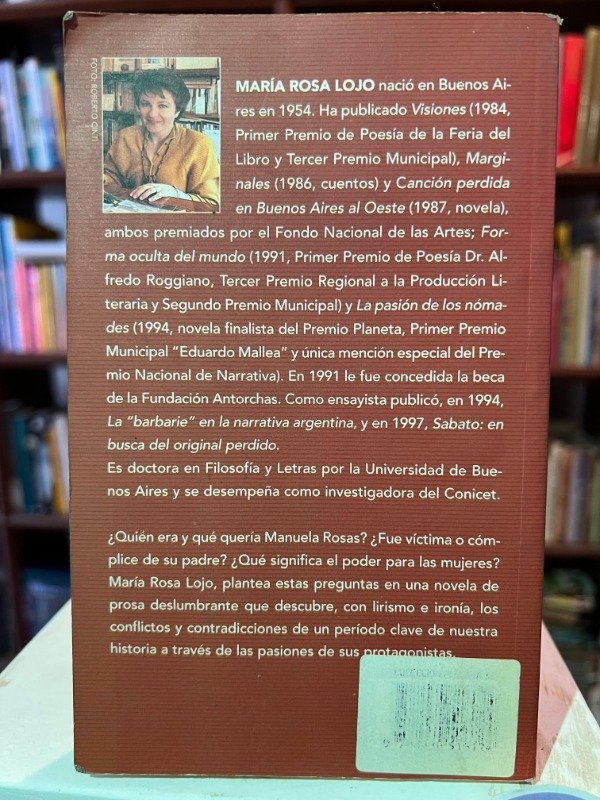 FOTO: ROBERTO
MARÍA ROSA LOJO nació en Buenos Ai-
res en 1954. Ha publicado Visiones (1984,
Primer Premio de Poesía de la Feria del
Libro y Tercer Premio Municipal), Margi-
nales (1986, cuentos) y Canción perdida
en Buenos Aires al Oeste (1987, novela),
ambos premiados por el Fondo Nacional de las Artes; For-
ma oculta del mundo (1991, Primer Premio de Poesía Dr. Al-
fredo Roggiano, Tercer Premio Regional a la Producción Li-
teraria y Segundo Premio Municipal) y La pasión de los nóma-
des (1994, novela finalista del Premio Planeta, Primer Premio
Municipal “Eduardo Mallea” y única mención especial del Pre-
mio Nacional de Narrativa). En 1991 le fue concedida la beca
de la Fundación Antorchas. Como ensayista publicó, en 1994,
La “barbarie” en la narrativa argentina, y en 1997, Sabato: en
busca del original perdido.
Es doctora en Filosofía y Letras por la Universidad de Bue-
nos Aires y se desempeña como investigadora del Conicet.
¿Quién era y qué quería Manuela Rosas? ¿Fue víctima o cóm-
plice de su padre? ¿Qué significa el poder para las mujeres?
María Rosa Lojo, plantea estas preguntas en una novela de
prosa deslumbrante que descubre, con lirismo e ironía, los
conflictos y contradicciones de un período clave de nuestra
historia a través de las pasiones de sus protagonistas.